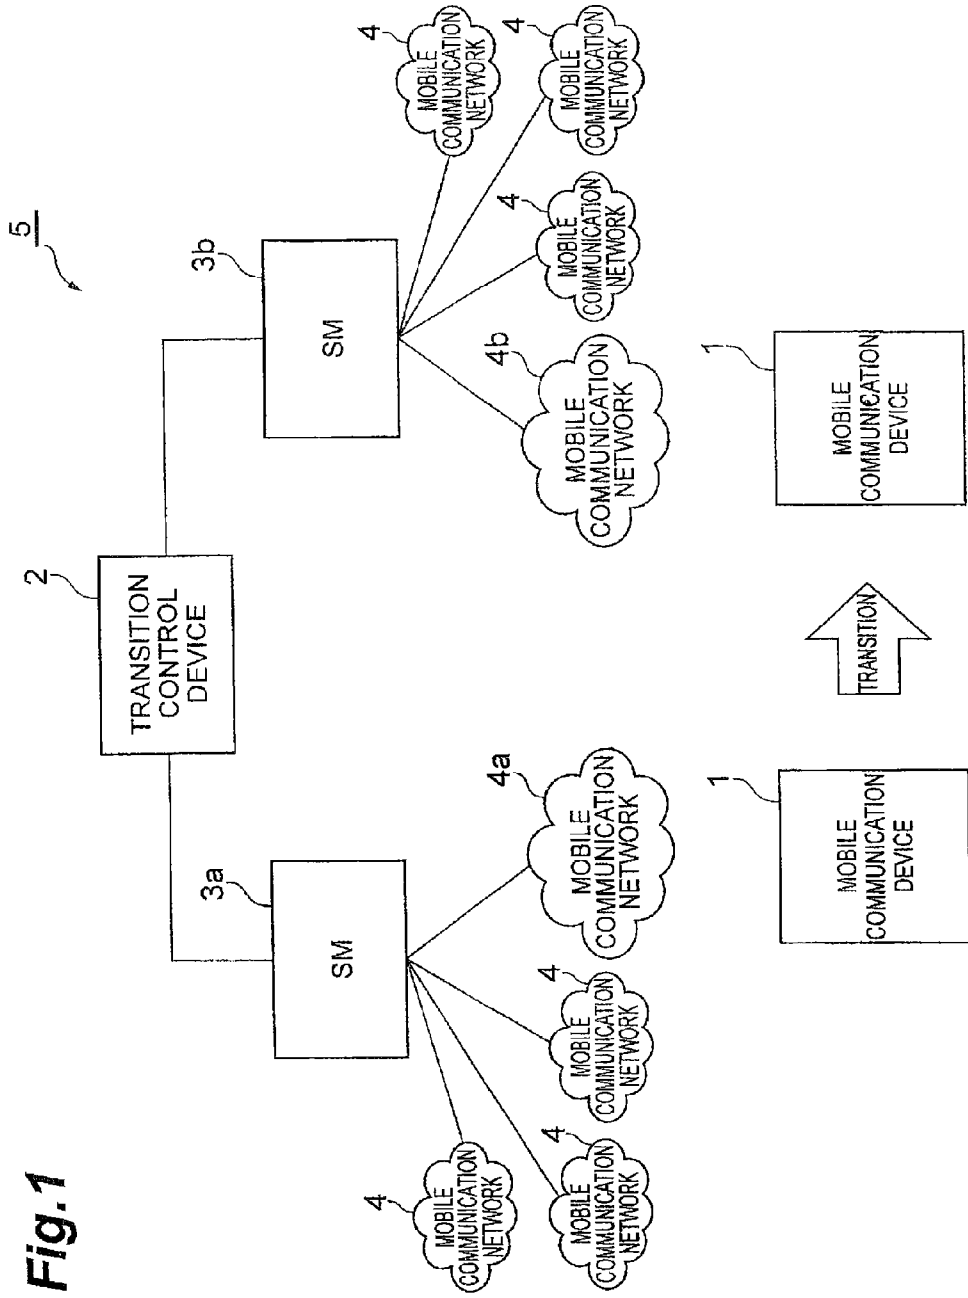 Fig.1
5
2
TRANSITION
CONTROL
DEVICE
3a
SM
3b
SM
4
MOBILE
COMMUNICATION
NETWORK
4
MOBILE
COMMUNICATION
NETWORK
4
MOBILE
COMMUNICATION
NETWORK
4a
MOBILE
COMMUNICATION
NETWORK
4b
MOBILE
COMMUNICATION
NETWORK
4
MOBILE
COMMUNICATION
NETWORK
4
MOBILE
COMMUNICATION
NETWORK
4
MOBILE
COMMUNICATION
NETWORK
1
MOBILE
COMMUNICATION
DEVICE
TRANSITION
1
MOBILE
COMMUNICATION
DEVICE